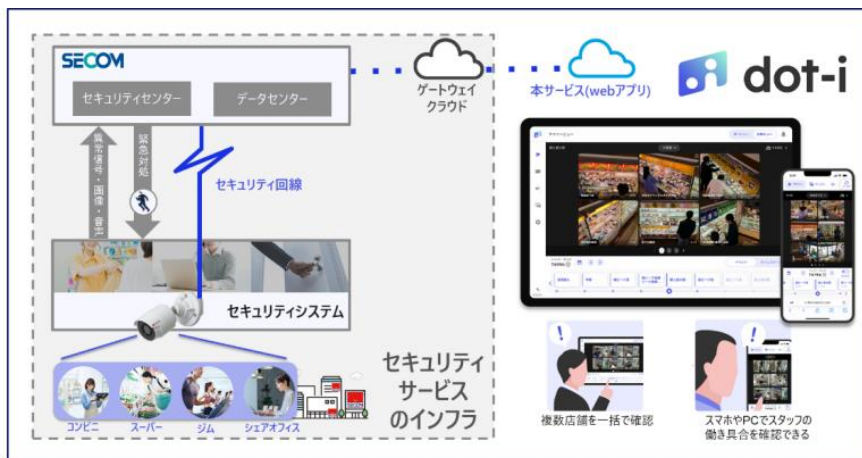 SECOM
セキュリティセンター
データセンター
異常信号・画像・音声
緊急対処
セキュリティ回線
セキュリティシステム
コンビニ
スーパー
ジム
シェアオフィス
セキュリティ
サービス
のインフラ
ゲートウェイ
クラウド
本サービス(webアプリ)
dot-i
複数店舗を一括で確認
スマホやPCでスタッフの
働き具合を確認できる